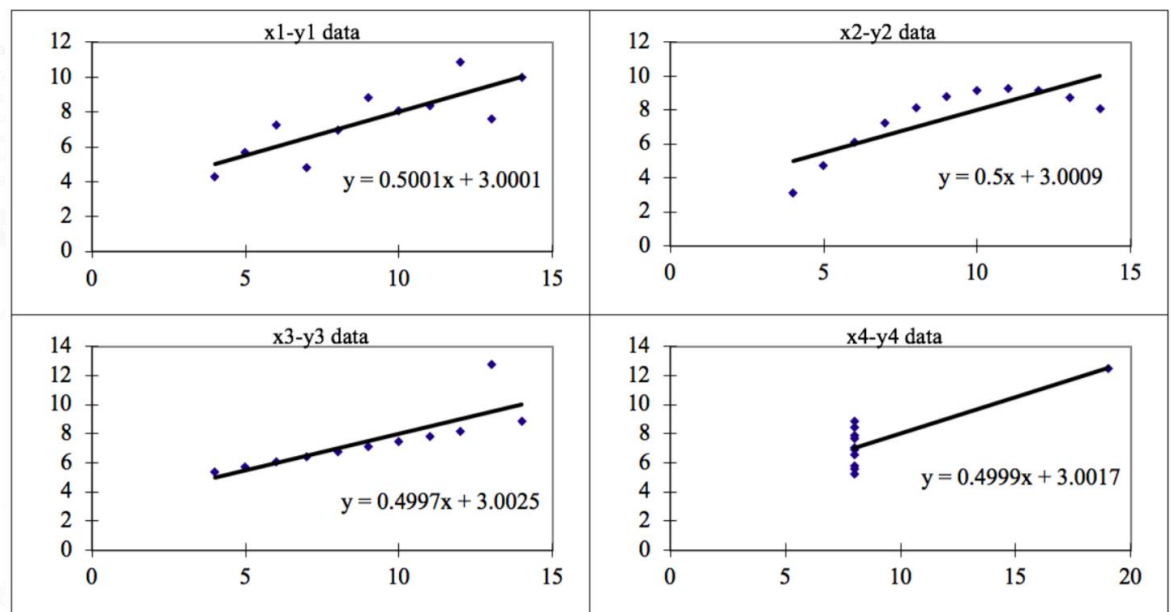 x1-y1 data
12
10
8
6
4
2
0
0 5 10 15
y = 0.5001x + 3.0001
x2-y2 data
12
10
8
6
4
2
0
0 5 10 15
y = 0.5x + 3.0009
x3-y3 data
14
12
10
8
6
4
2
0
0 5 10 15
y = 0.4997x + 3.0025
x4-y4 data
14
12
10
8
6
4
2
0
0 5 10 15 20
y = 0.4999x + 3.0017